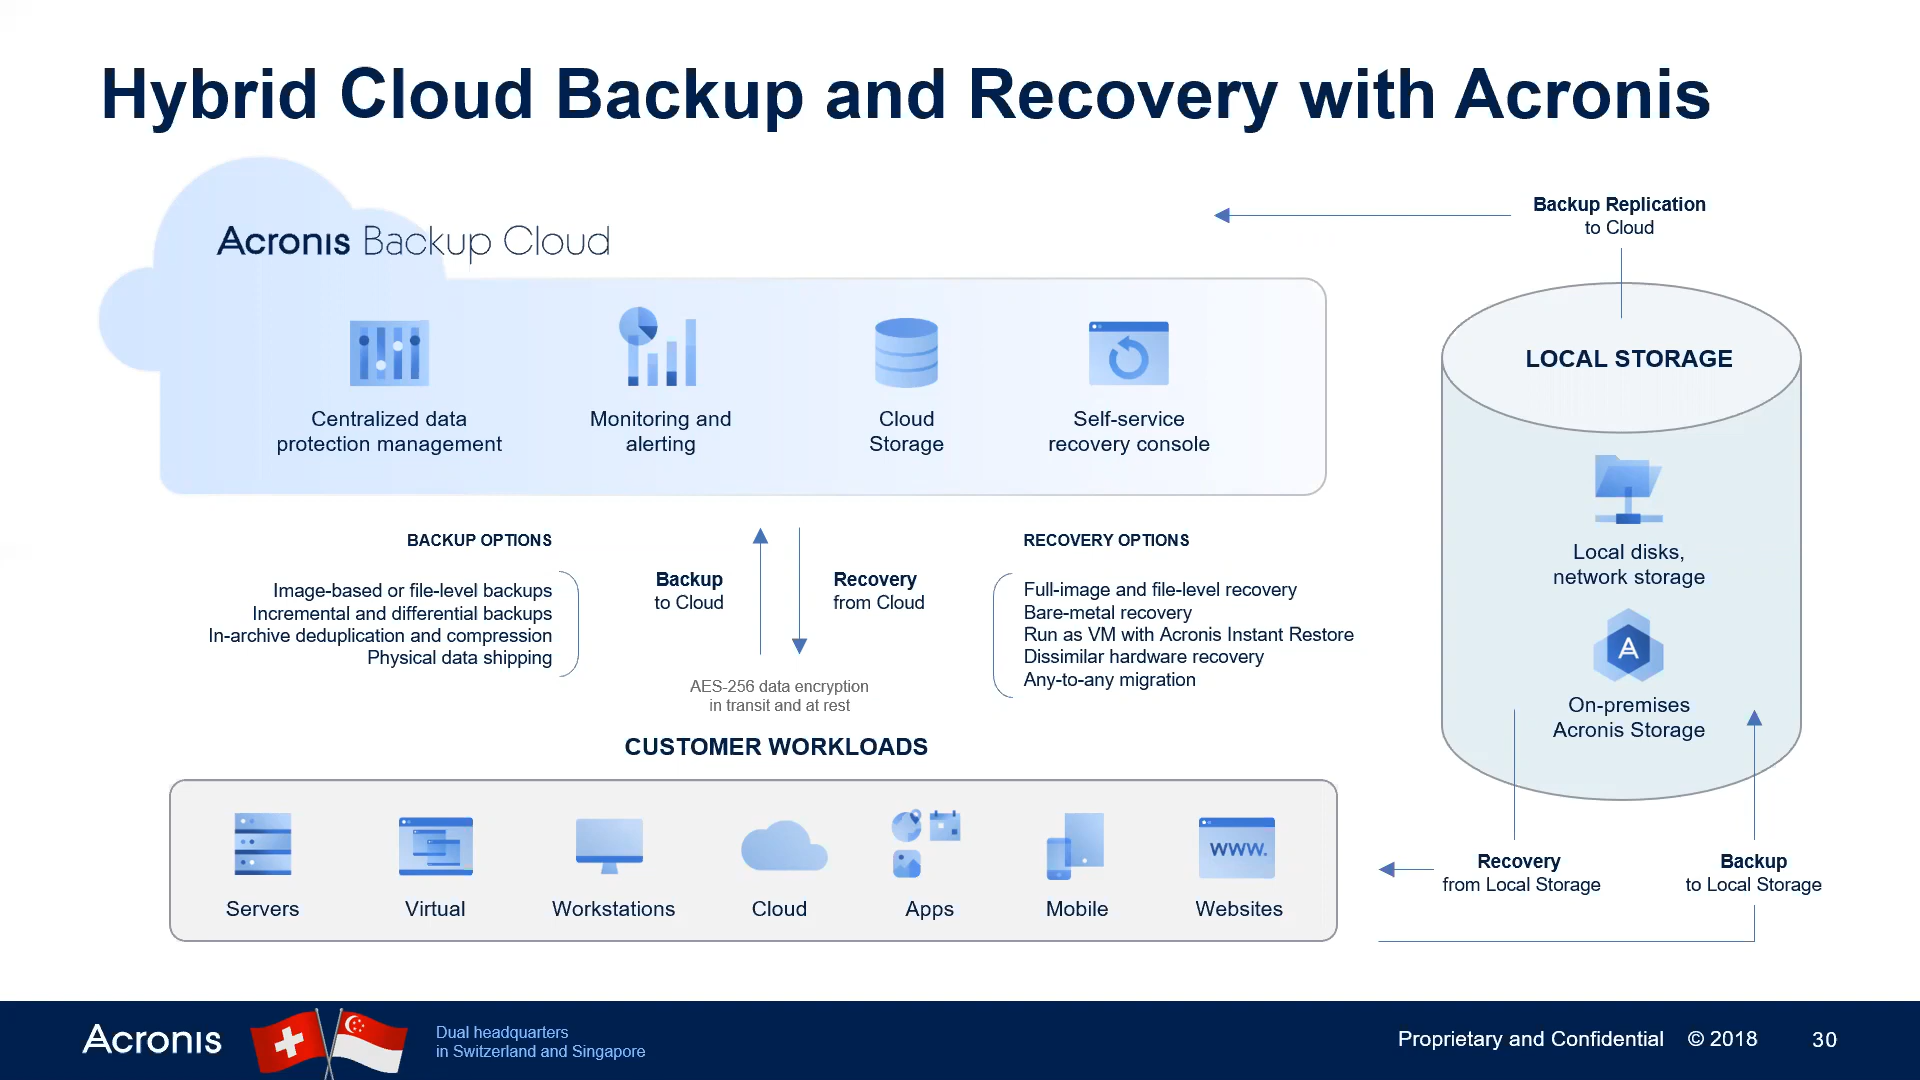 Hybrid Cloud Backup and Recovery with Acronis
Acronis Backup Cloud
Centralized data
protection management
Monitoring and
alerting
Cloud
Storage
Self-service
recovery console
Backup Replication
to Cloud
LOCAL STORAGE
Local disks,
network storage
On-premises
Acronis Storage
BACKUP OPTIONS
Image-based or file-level backups
Incremental and differential backups
In-archive deduplication and compression
Physical data shipping
Backup
to Cloud
Recovery
from Cloud
AES-256 data encryption
in transit and at rest
RECOVERY OPTIONS
Full-image and file-level recovery
Bare-metal recovery
Run as VM with Acronis Instant Restore
Dissimilar hardware recovery
Any-to-any migration
CUSTOMER WORKLOADS
Servers
Virtual
Workstations
Cloud
Apps
Mobile
www.
Websites
Recovery
from Local Storage
Backup
to Local Storage
Acronis
Dual headquarters
in Switzerland and Singapore
Proprietary and Confidential © 2018 30